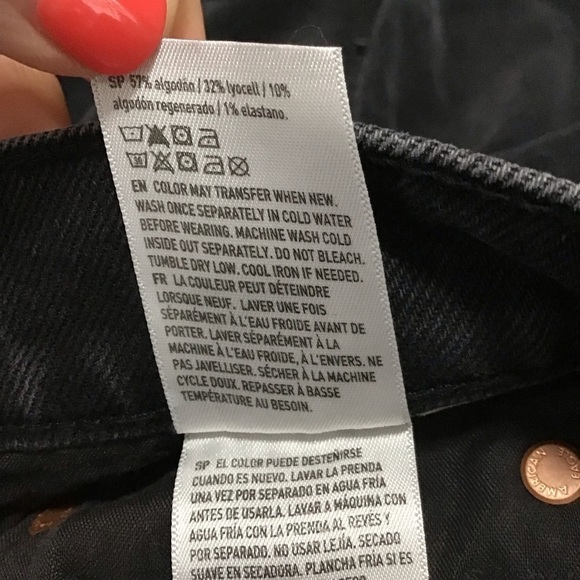 SP 57% algodón / 32% lyocell / 10%
algodón regenerado / 1% elastano.
EN COLOR MAY TRANSFER WHEN NEW.
WASH ONCE SEPARATELY IN COLD WATER
BEFORE WEARING. MACHINE WASH COLD
INSIDE OUT SEPARATELY. DO NOT BLEACH.
TUMBLE DRY LOW. COOL IRON IF NEEDED.
FR LA COULEUR PEUT DÉTEINDRE
LORSQUE NEUF. LAVER UNE FOIS
SÉPARÉMENT À L'EAU FROIDE AVANT DE
PORTER. LAVER SÉPARÉMENT À LA
MACHINE À L'EAU FROIDE, À L'ENVERS. NE
PAS JAVELLISER. SÉCHER À LA MACHINE
CYCLE DOUX. REPASSER À BASSE
TEMPÉRATURE AU BESOIN.
SP EL COLOR PUEDE DESTEÑIRSE
CUANDO ES NUEVO. LAVAR LA PRENDA
UNA VEZ POR SEPARADO EN AGUA FRÍA
ANTES DE USARLA. LAVAR A MÁQUINA CON
AGUA FRÍA CON LA PRENDA AL REVÉS Y
POR SEPARADO. NO USAR LEJÍA. SECADO
SUAVE EN SECADORA. PLANCHA FRÍA SI ES
AMERICAN EAGLE